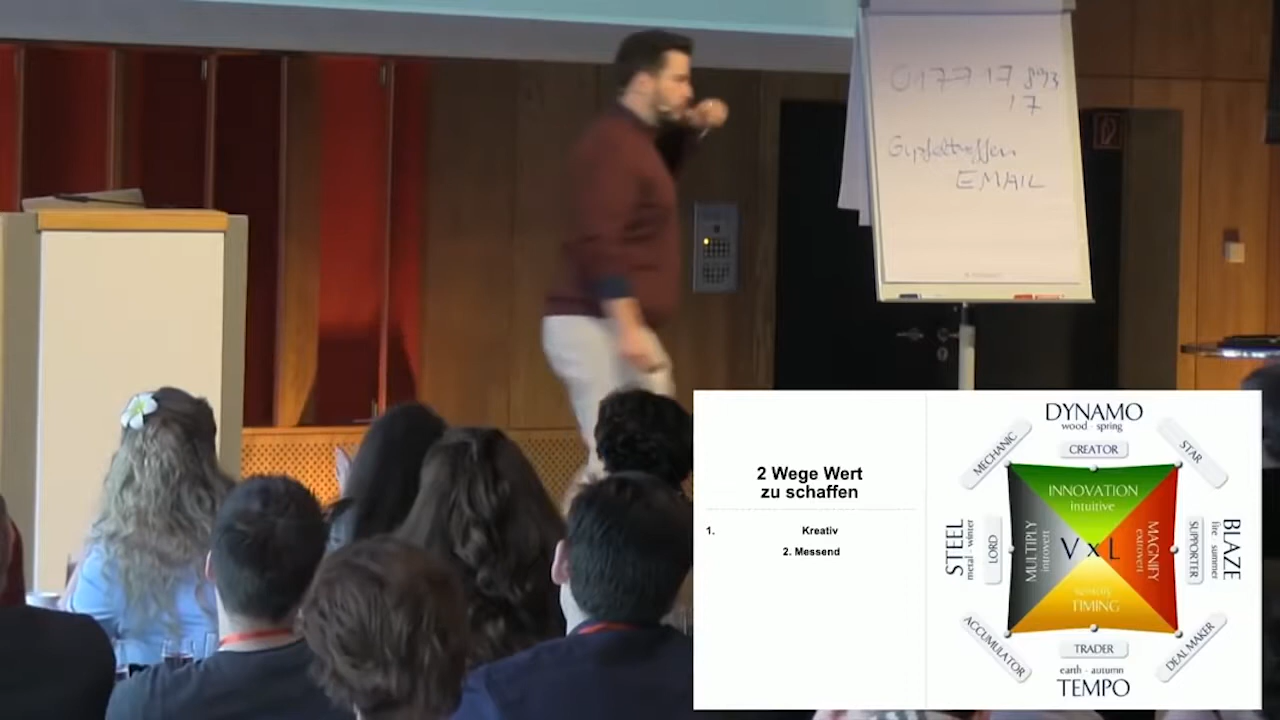 0177 17 893
17
Gipfeltreffen
EMAIL
2 Wege Wert
zu schaffen
1. Kreativ
2. Messend
DYNAMO
wood - spring
MECHANIC
CREATOR
STAR
INNOVATION
intuitive
STEEL
metal - winter
LORD
MULTIPLY
introvert
V x L
MAGNIFY
extrovert
SUPPORTER
BLAZE
fire - summer
sensory
TIMING
ACCUMULATOR
TRADER
DEAL MAKER
earth - autumn
TEMPO